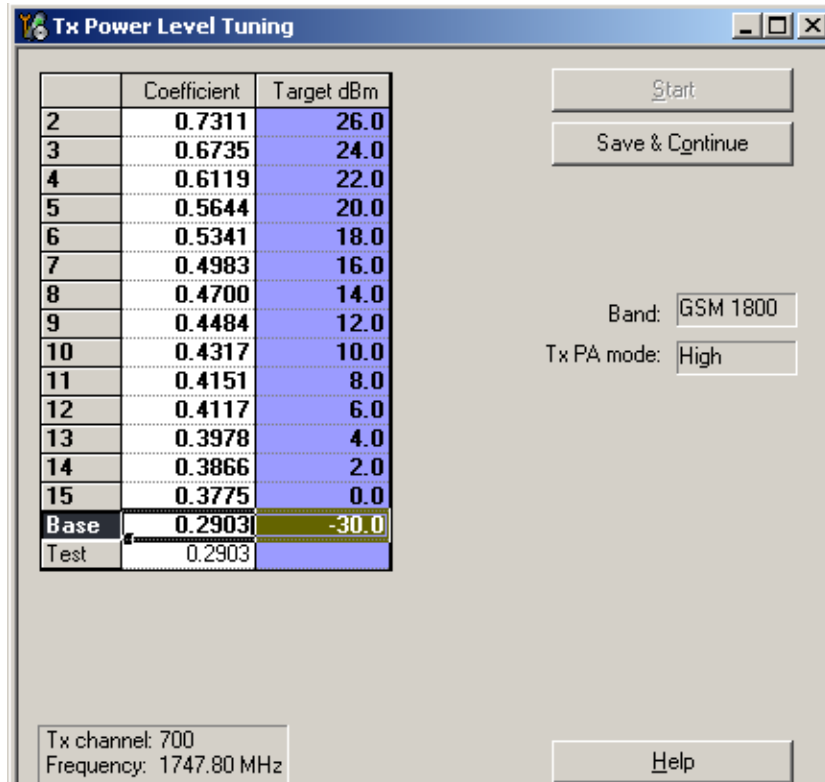 Tx Power Level Tuning
Coefficient Target dBm
2 0.7311 26.0
3 0.6735 24.0
4 0.6119 22.0
5 0.5644 20.0
6 0.5341 18.0
7 0.4983 16.0
8 0.4700 14.0
9 0.4484 12.0
10 0.4317 10.0
11 0.4151 8.0
12 0.4117 6.0
13 0.3978 4.0
14 0.3866 2.0
15 0.3775 0.0
Base 0.2903 -30.0
Test 0.2903
Start
Save & Continue
Band: GSM 1800
Tx PA mode: High
Tx channel: 700
Frequency: 1747.80 MHz
Help